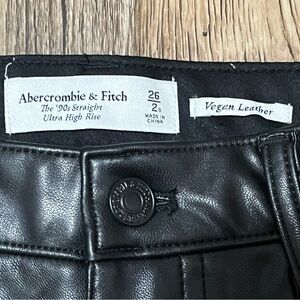 Abercrombie & Fitch
The '90s Straight
Ultra High Rise
26
2S
MADE IN
CHINA
Vegan Leather